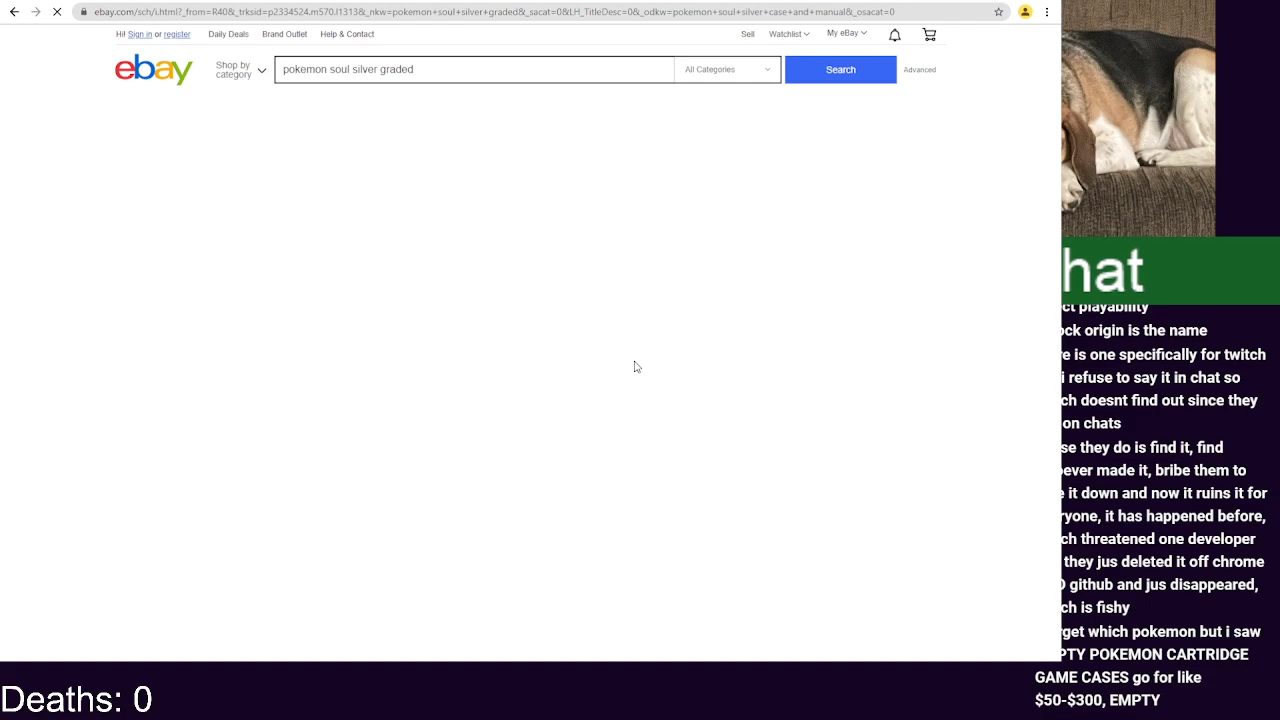 ebay.com/sch/i.html?_from=R40&_trksid=p2334524.m570.l1313&_nkw=pokemon+soul+silver+graded&_sacat=0&LH_TitleDesc=0&_odkw=pokemon+soul+silver+case+and+manual&_osacat=0
Hi! Sign in or register Daily Deals Brand Outlet Help & Contact Sell Watchlist My eBay
ebay Shop by category pokemon soul silver graded All Categories Search Advanced
hat
ct playability
ock origin is the name
re is one specifically for twitch
i refuse to say it in chat so
ch doesnt find out since they
on chats
se they do is find it, find
ever made it, bribe them to
e it down and now it ruins it for
ryone, it has happened before,
ch threatened one developer
they jus deleted it off chrome
O github and jus disappeared,
ch is fishy
rget which pokemon but i saw
PTY POKEMON CARTRIDGE
GAME CASES go for like
$50-$300, EMPTY
Deaths: 0